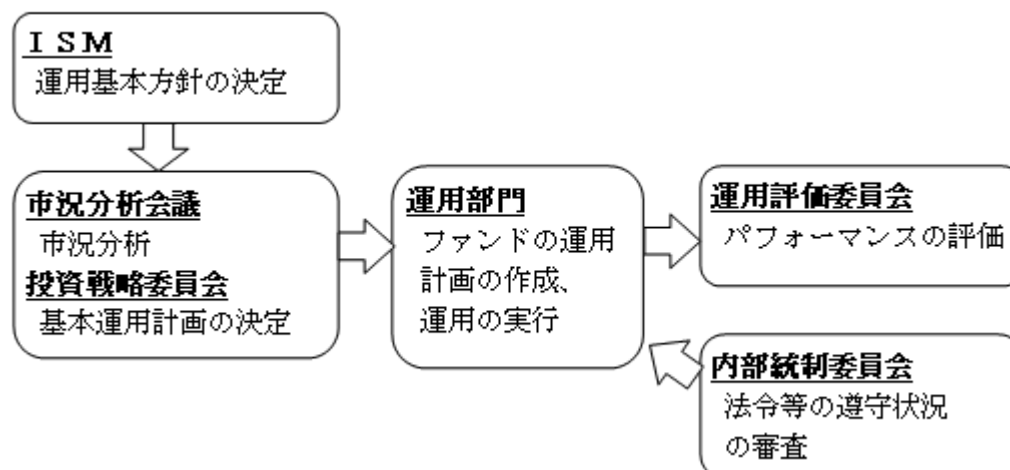 ＩＳＭ
運用基本方針の決定
市況分析会議
市況分析
投資戦略委員会
基本運用計画の決定
運用部門
ファンドの運用
計画の作成、
運用の実行
運用評価委員会
パフォーマンスの評価
内部統制委員会
法令等の遵守状況
の審査